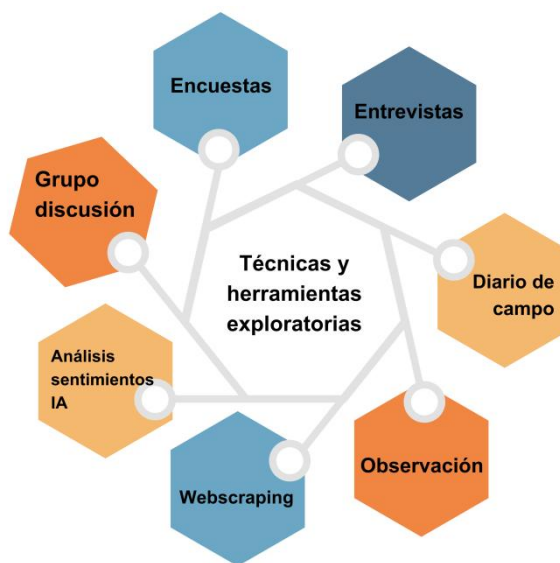 Encuestas
Entrevistas
Grupo
discusión
Técnicas y
herramientas
exploratorias
Diario de
campo
Análisis
sentimientos
IA
Observación
Webscraping